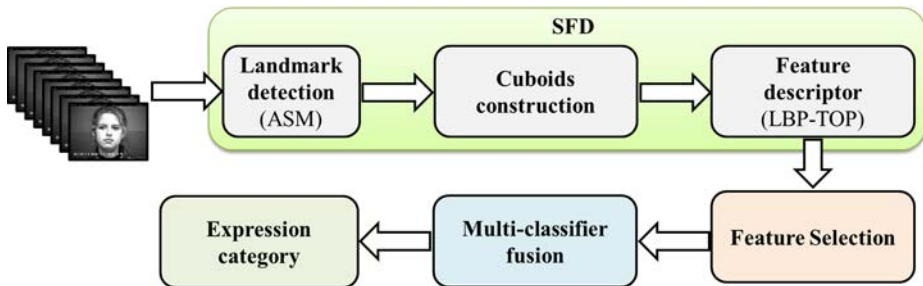 SFD
Landmark
detection
(ASM)
Cuboids
construction
Feature
descriptor
(LBP-TOP)
Feature Selection
Multi-classifier
fusion
Expression
category